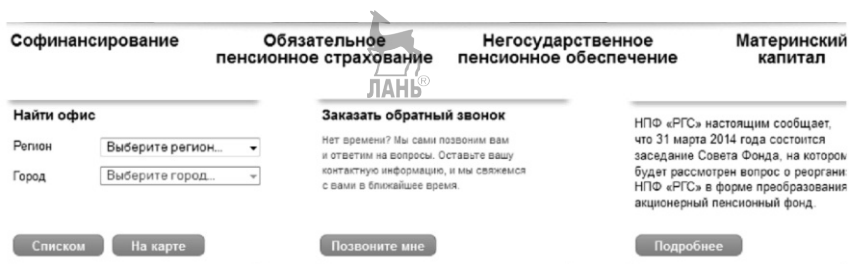 Софинансирование
Обязательное
пенсионное страхование
Негосударственное
пенсионное обеспечение
Материнский
капитал
ЛАНЬ®
Найти офис
Регион Выберите регион...
Город Выберите город...
Списком На карте
Заказать обратный звонок
Нет времени? Мы сами позвоним вам
и ответим на вопросы. Оставьте вашу
контактную информацию, и мы свяжемся
с вами в ближайшее время.
Позвоните мне
НПФ «РГС» настоящим сообщает,
что 31 марта 2014 года состоится
заседание Совета Фонда, на котором
будет рассмотрен вопрос о реоргани
НПФ «РГС» в форме преобразования
акционерный пенсионный фонд.
Подробнее